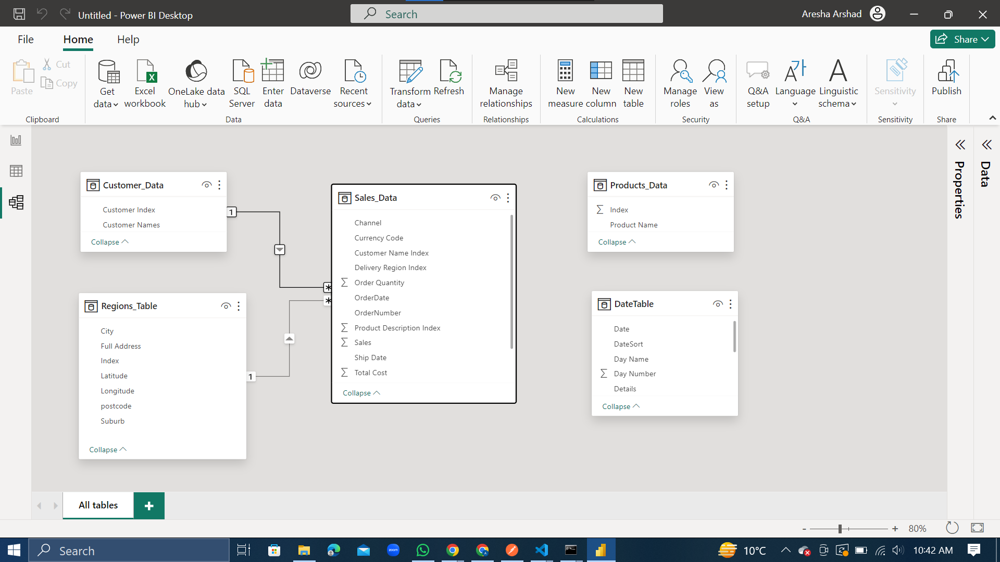 Untitled - Power BI Desktop
Search
Aresha Arshad
File
Home
Help
Share
Paste
Cut
Copy
Clipboard
Get data
Excel workbook
OneLake data hub
SQL Server
Enter data
Dataverse
Recent sources
Data
Transform data
Refresh
Queries
Manage relationships
Relationships
New measure
New column
New table
Calculations
Manage roles
View as
Security
Q&A setup
Language
Linguistic schema
Q&A
Sensitivity
Sensitivity
Publish
Share
Customer_Data
Customer Index
Customer Names
Collapse
1
*
Regions_Table
City
Full Address
Index
Latitude
Longitude
postcode
Suburb
Collapse
1
*
Sales_Data
Channel
Currency Code
Customer Name Index
Delivery Region Index
Order Quantity
OrderDate
OrderNumber
Product Description Index
Sales
Ship Date
Total Cost
Collapse
Products_Data
Index
Product Name
Collapse
DateTable
Date
DateSort
Day Name
Day Number
Details
Collapse
Properties
Data
All tables
+
- + 80%
Search
zoom
10°C
10:42 AM